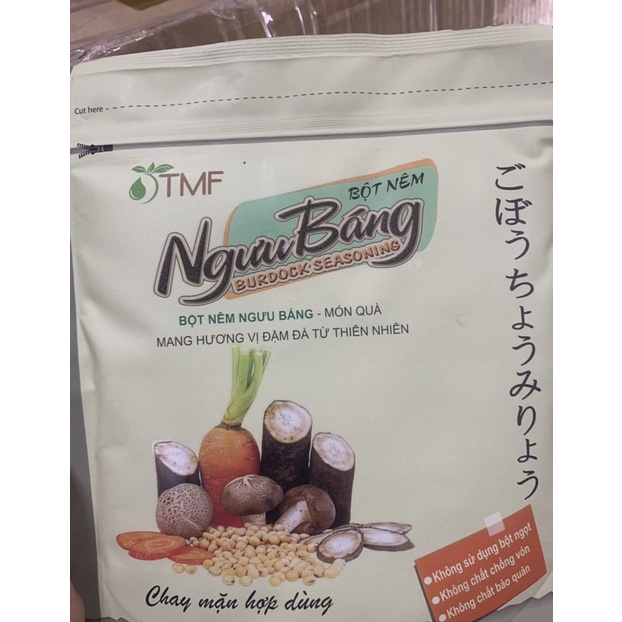 Cut here
TMF
BỘT NÊM
Ngưu Báng
BURDOCK SEASONING
BỘT NÊM NGƯU BÁNG - MÓN QUÀ
MANG HƯƠNG VỊ ĐẬM ĐÀ TỪ THIÊN NHIÊN
ごぼうちょうみりょう
Không sử dụng bột ngọt
Không chất chống vón
Không chất bảo quản
Chay mặn hợp dùng